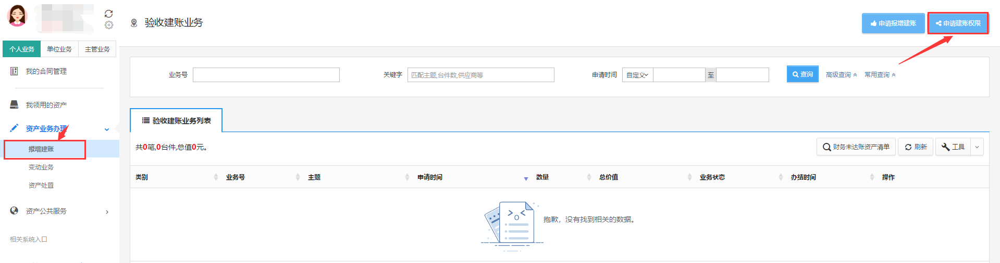 验收建账业务
申请报增建账
申请建账权限
个人业务
单位业务
主管业务
我的合同管理
我领用的资产
资产业务办理
报增建账
变动业务
资产处置
资产公共服务
相关系统入口
业务号
关键字
匹配主题,台件数,供应商等
申请时间
自定义
至
查询
高级查询
常用查询
验收建账业务列表
共0笔,0台件,总值0元。
财务未达账资产清单
刷新
工具
类别
业务号
主题
申请时间
数量
总价值
业务状态
办结时间
操作
抱歉，没有找到相关的数据。